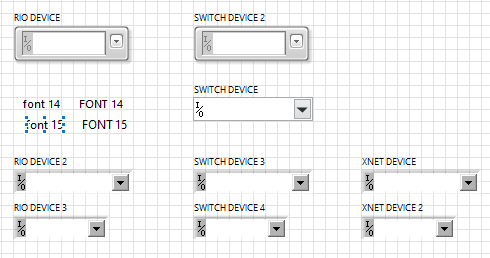 RIO DEVICE SWITCH DEVICE 2
I/O I/O
SWITCH DEVICE
font 14 FONT 14 I/O
font 15 FONT 15
RIO DEVICE 2 SWITCH DEVICE 3 XNET DEVICE
I/O I/O I/O
RIO DEVICE 3 SWITCH DEVICE 4 XNET DEVICE 2
I/O I/O I/O